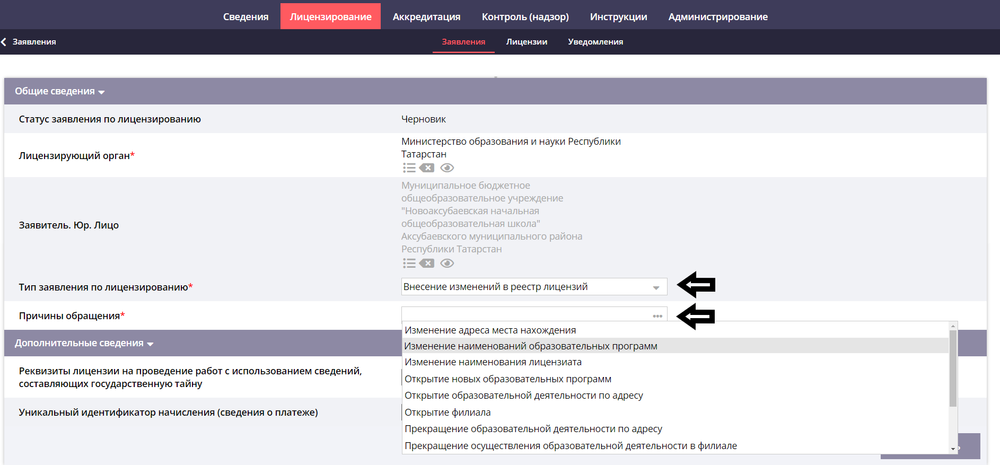 Сведения
Лицензирование
Аккредитация
Контроль (надзор)
Инструкции
Администрирование
Заявления
Заявления
Лицензии
Уведомления
Общие сведения
Статус заявления по лицензированию
Черновик
Лицензирующий орган*
Министерство образования и науки Республики
Татарстан
Заявитель. Юр. Лицо
Муниципальное бюджетное
общеобразовательное учреждение
"Новоаксубаевская начальная
общеобразовательная школа"
Аксубаевского муниципального района
Республики Татарстан
Тип заявления по лицензированию*
Внесение изменений в реестр лицензий
Причины обращения*
Изменение адреса места нахождения
Изменение наименований образовательных программ
Изменение наименования лицензиата
Открытие новых образовательных программ
Открытие образовательной деятельности по адресу
Открытие филиала
Прекращение образовательной деятельности по адресу
Прекращение осуществления образовательной деятельности в филиале
Дополнительные сведения
Реквизиты лицензии на проведение работ с использованием сведений,
составляющих государственную тайну
Уникальный идентификатор начисления (сведения о платеже)